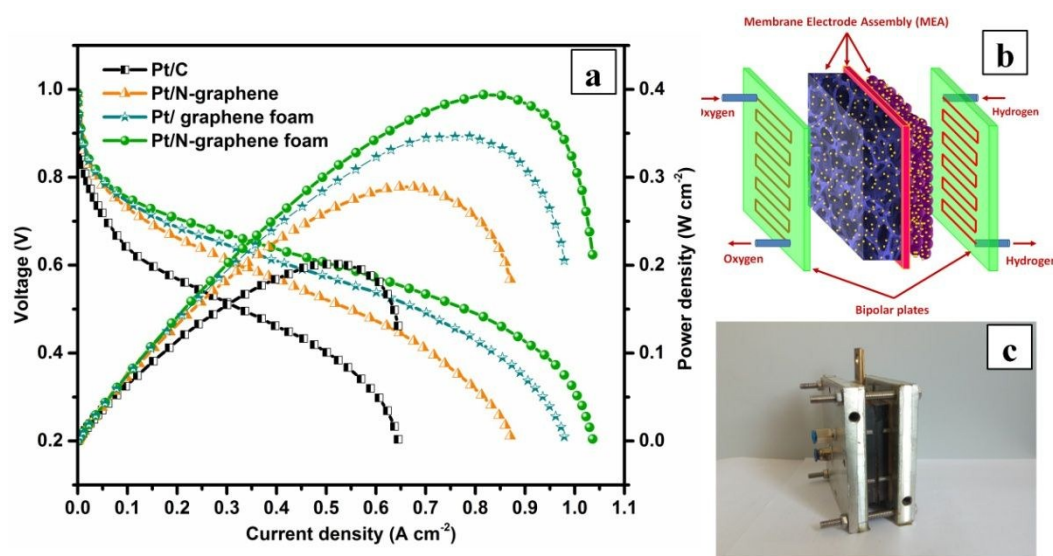 a
Pt/C
Pt/N-graphene
Pt/ graphene foam
Pt/N-graphene foam
Voltage (V)
1.0
0.8
0.6
0.4
0.2
0.4
0.3
0.2
0.1
0.0
Power density (W cm-2)
0.0 0.1 0.2 0.3 0.4 0.5 0.6 0.7 0.8 0.9 1.0 1.1
Current density (A cm-2)
Membrane Electrode Assembly (MEA)
b
Oxygen
Hydrogen
Oxygen
Hydrogen
Bipolar plates
c